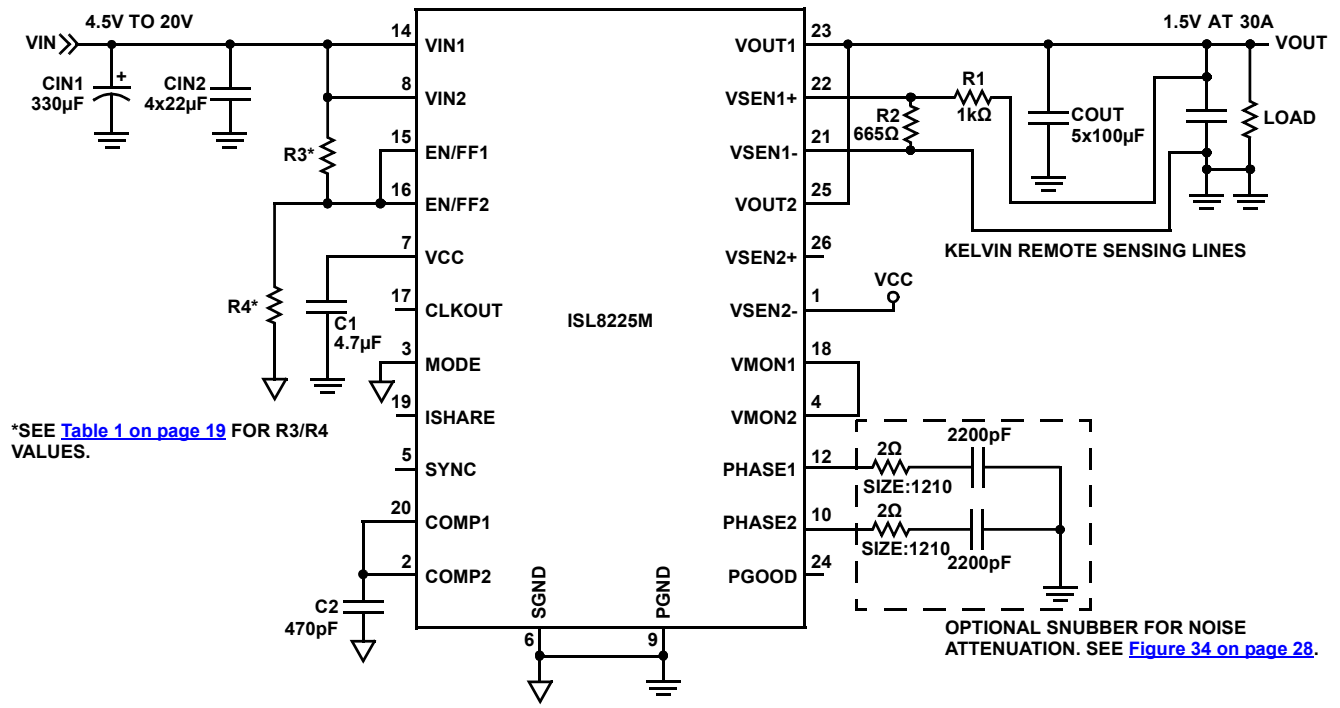 4.5V TO 20V
VIN
CIN1
330µF
+
CIN2
4x22µF
R3*
R4*
C1
4.7µF
*SEE Table 1 on page 19 FOR R3/R4
VALUES.
C2
470pF
14
VIN1
8
VIN2
15
EN/FF1
16
EN/FF2
7
VCC
17
CLKOUT
3
MODE
19
ISHARE
5
SYNC
20
COMP1
2
COMP2
ISL8225M
SGND
6
PGND
9
VOUT1
23
VSEN1+
22
VSEN1-
21
VOUT2
25
VSEN2+
26
VSEN2-
1
VMON1
18
VMON2
4
PHASE1
12
PHASE2
10
PGOOD
24
1.5V AT 30A
VOUT
R1
1kΩ
R2
665Ω
COUT
5x100µF
LOAD
KELVIN REMOTE SENSING LINES
VCC
2200pF
2Ω
SIZE:1210
2Ω
SIZE:1210
2200pF
OPTIONAL SNUBBER FOR NOISE
ATTENUATION. SEE Figure 34 on page 28.